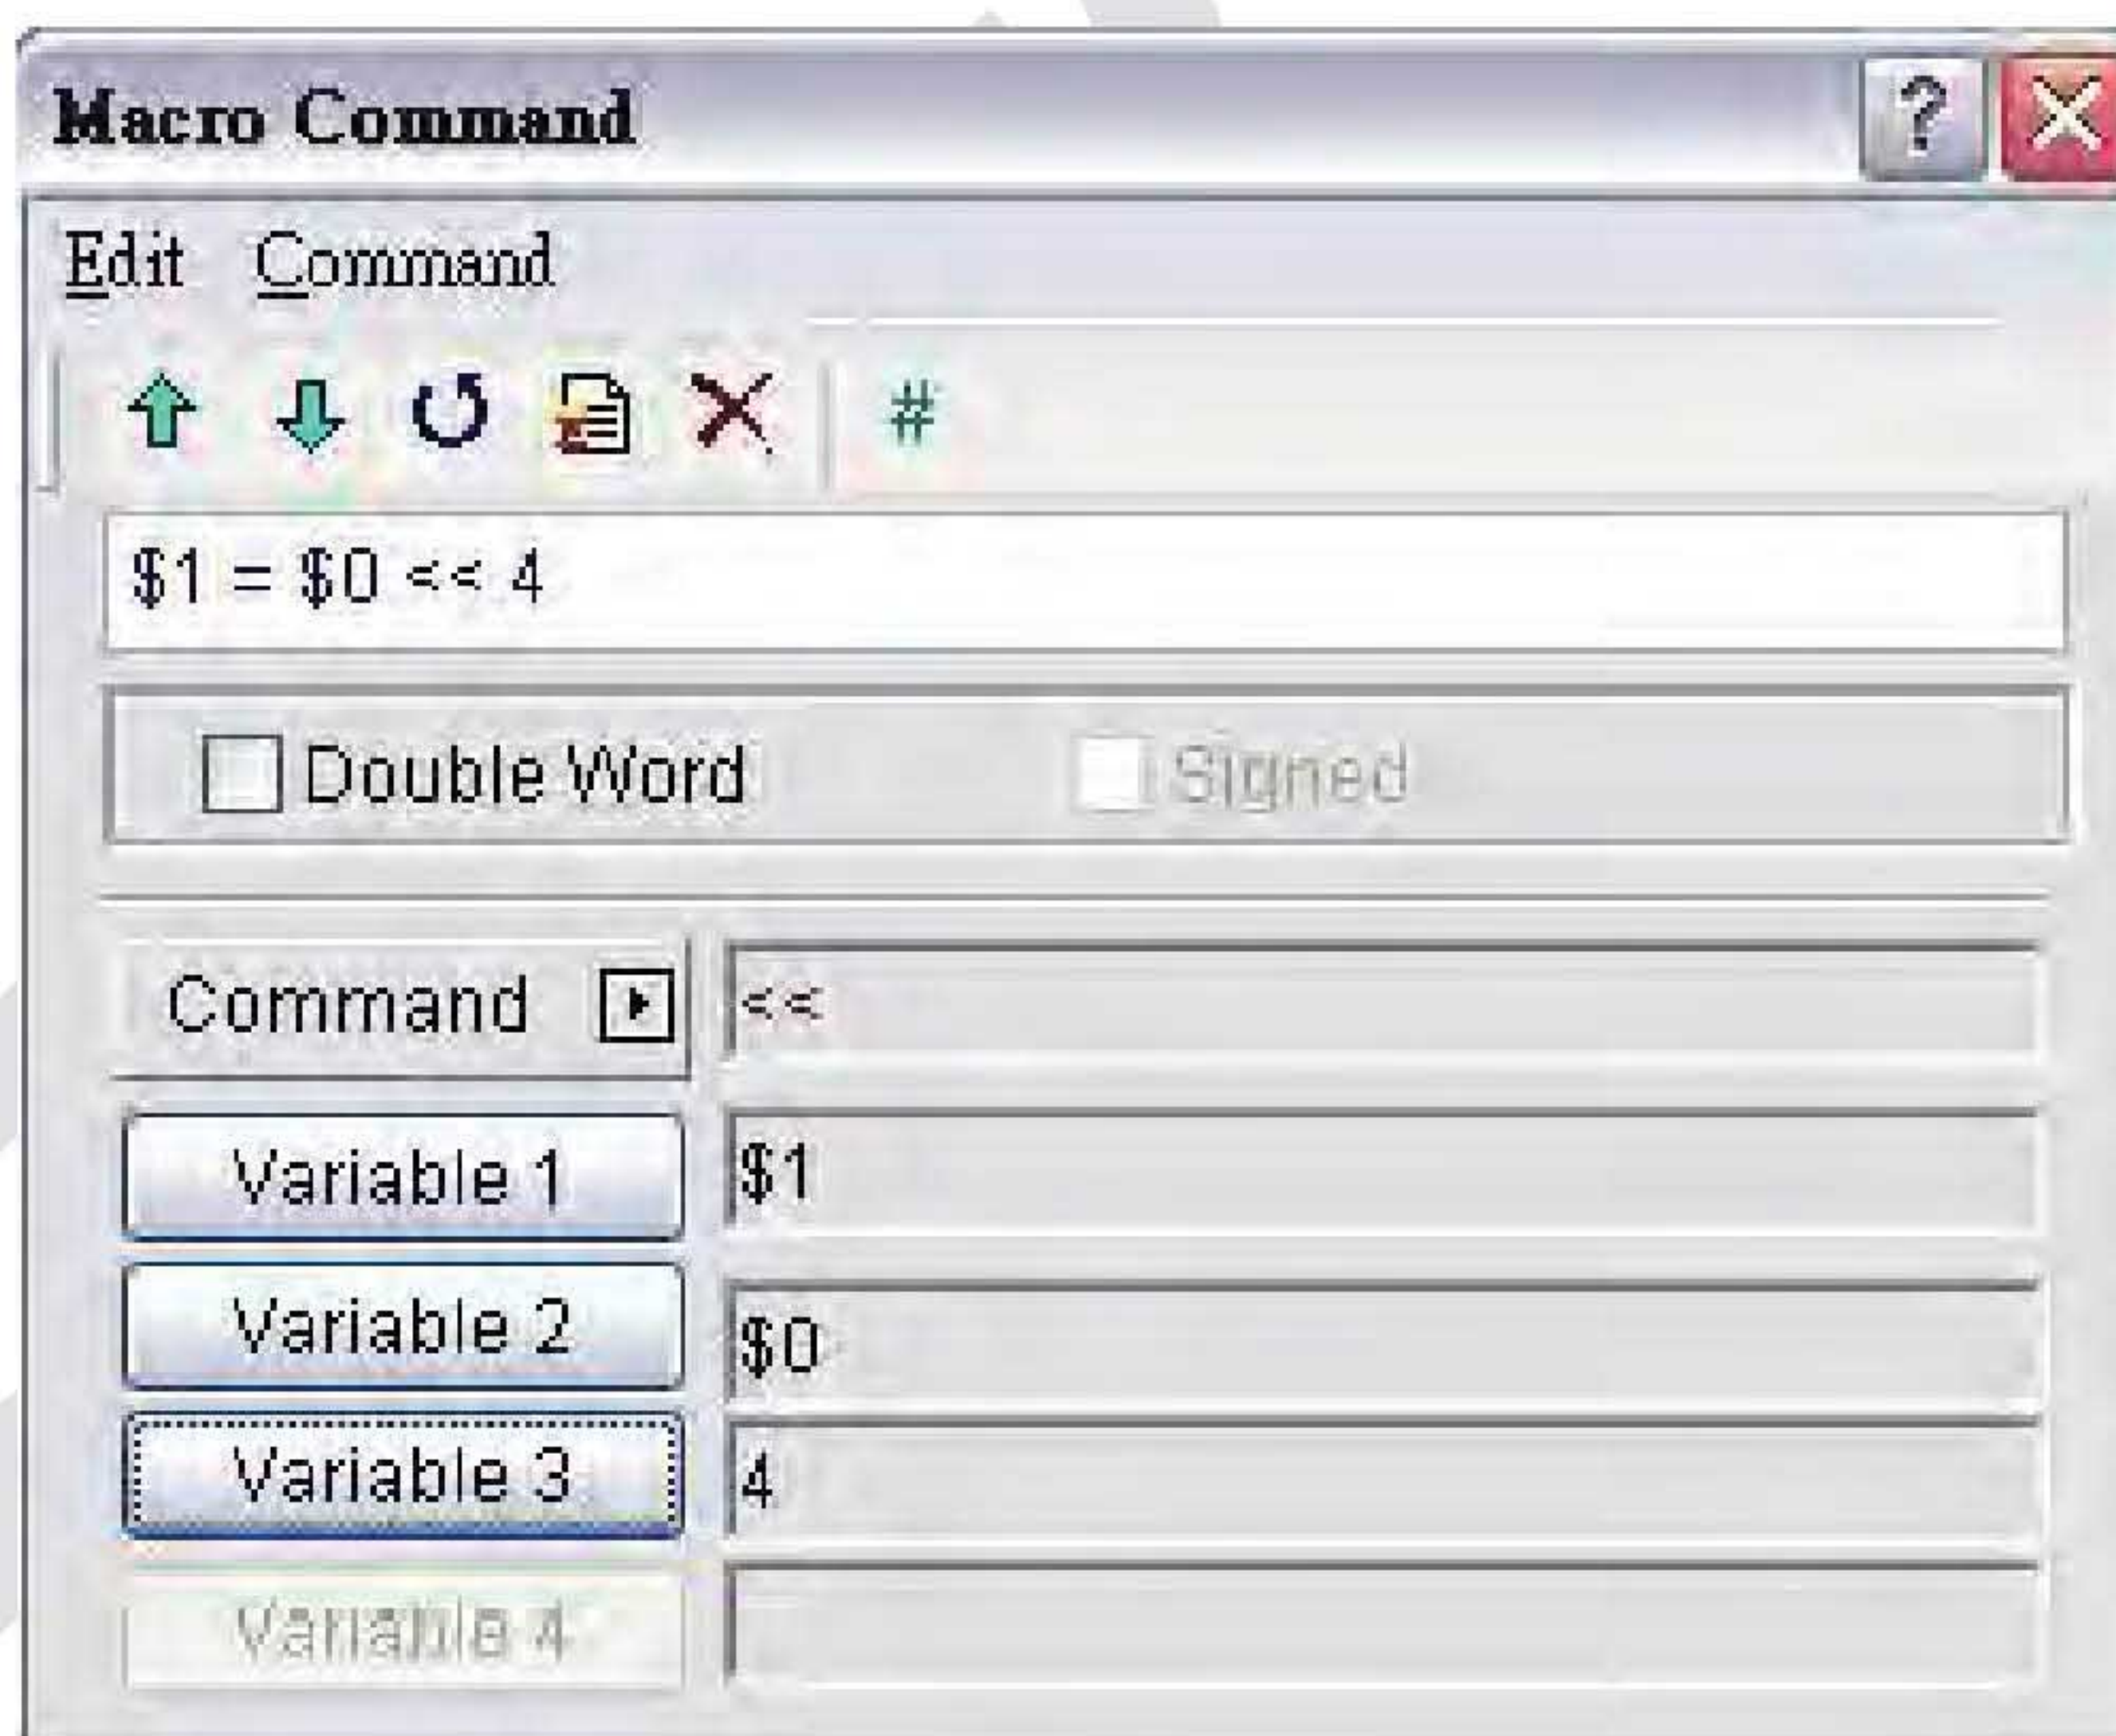 Macro Command
?
Edit Command
#
$1 = $0 << 4
Double Word Signed
Command <<
Variable 1 $1
Variable 2 $0
Variable 3 4
Variable 4